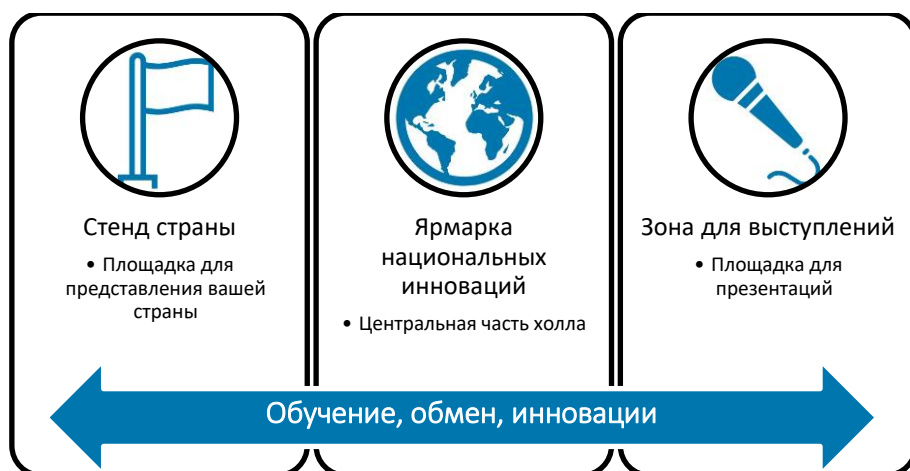 Стенд страны
• Площадка для
представления вашей
страны
Ярмарка
национальных
инноваций
• Центральная часть холла
Зона для выступлений
• Площадка для
презентаций
Обучение, обмен, инновации